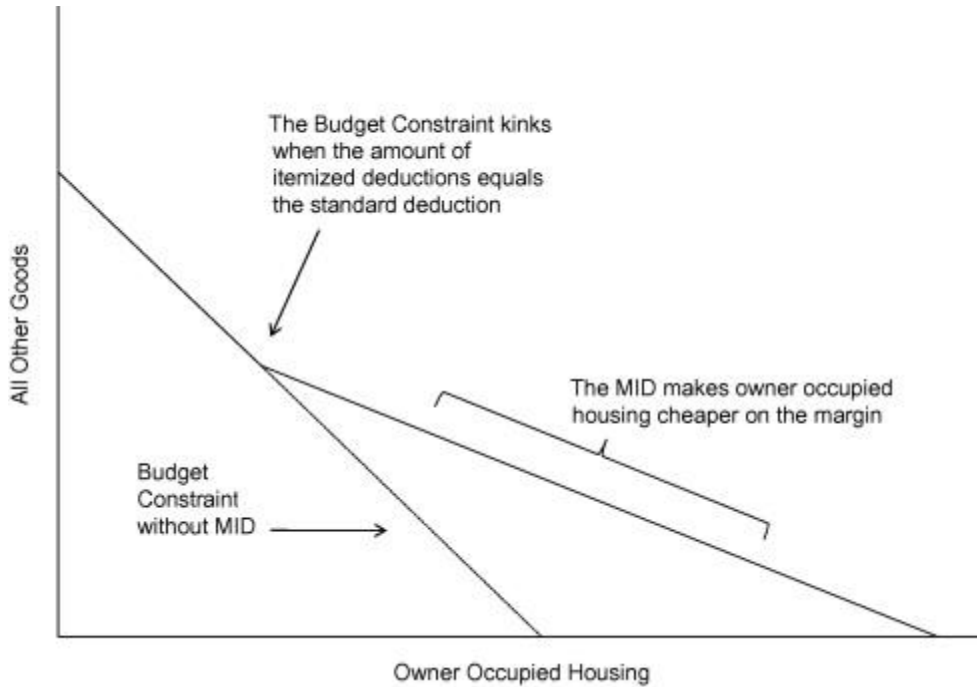 The Budget Constraint kinks
when the amount of
itemized deductions equals
the standard deduction
All Other Goods
The MID makes owner occupied
housing cheaper on the margin
Budget
Constraint
without MID
Owner Occupied Housing